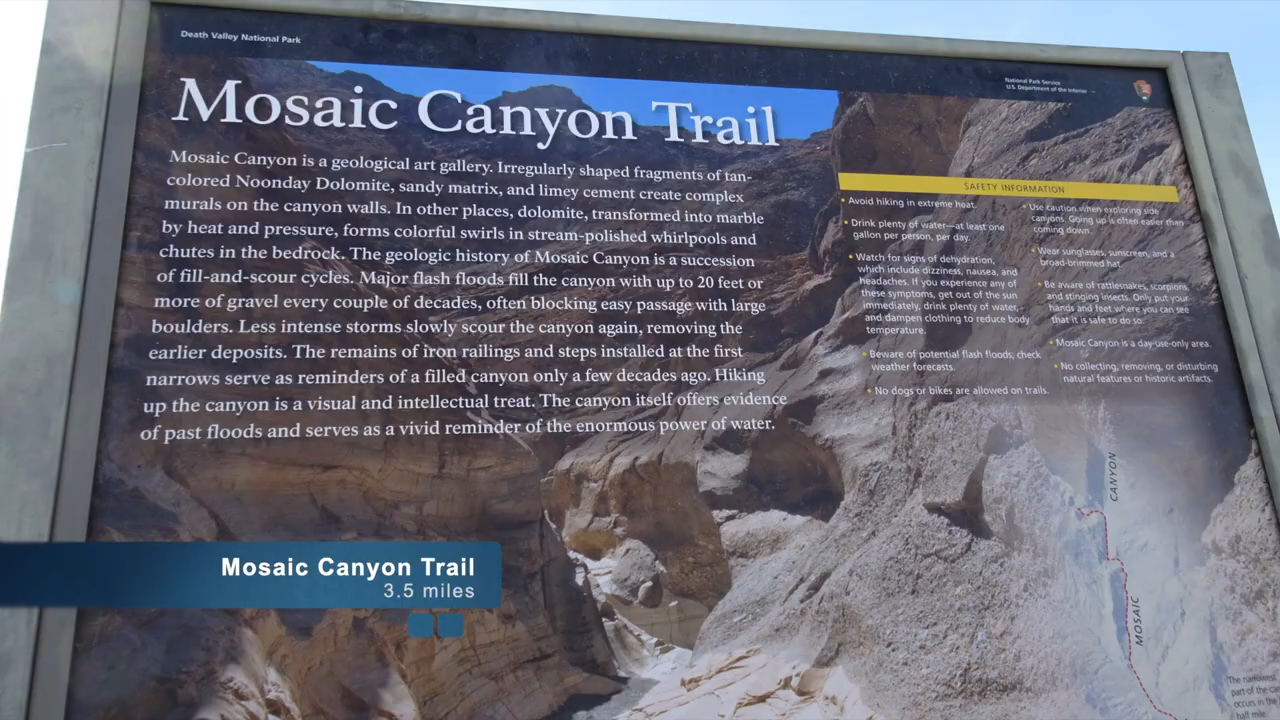 Death Valley National Park
National Park Service
U.S. Department of the Interior
Mosaic Canyon Trail
Mosaic Canyon is a geological art gallery. Irregularly shaped fragments of tan-
colored Noonday Dolomite, sandy matrix, and limey cement create complex
murals on the canyon walls. In other places, dolomite, transformed into marble
by heat and pressure, forms colorful swirls in stream-polished whirlpools and
chutes in the bedrock. The geologic history of Mosaic Canyon is a succession
of fill-and-scour cycles. Major flash floods fill the canyon with up to 20 feet or
more of gravel every couple of decades, often blocking easy passage with large
boulders. Less intense storms slowly scour the canyon again, removing the
earlier deposits. The remains of iron railings and steps installed at the first
narrows serve as reminders of a filled canyon only a few decades ago. Hiking
up the canyon is a visual and intellectual treat. The canyon itself offers evidence
of past floods and serves as a vivid reminder of the enormous power of water.
SAFETY INFORMATION
• Avoid hiking in extreme heat.
• Drink plenty of water—at least one
gallon per person, per day.
• Watch for signs of dehydration,
which include dizziness, nausea, and
headaches. If you experience any of
these symptoms, get out of the sun
immediately, drink plenty of water,
and dampen clothing to reduce body
temperature.
• Beware of potential flash floods; check
weather forecasts.
• No dogs or bikes are allowed on trails.
• Use caution when exploring side
canyons. Going up is often easier than
coming down.
• Wear sunglasses, sunscreen, and a
broad-brimmed hat.
• Be aware of rattlesnakes, scorpions,
and stinging insects. Only put your
hands and feet where you can see
that it is safe to do so.
• Mosaic Canyon is a day-use-only area.
• No collecting, removing, or disturbing
natural features or historic artifacts.
CANYON
MOSAIC
The narrowest
part of the
occurs in the
half mile
Mosaic Canyon Trail
3.5 miles